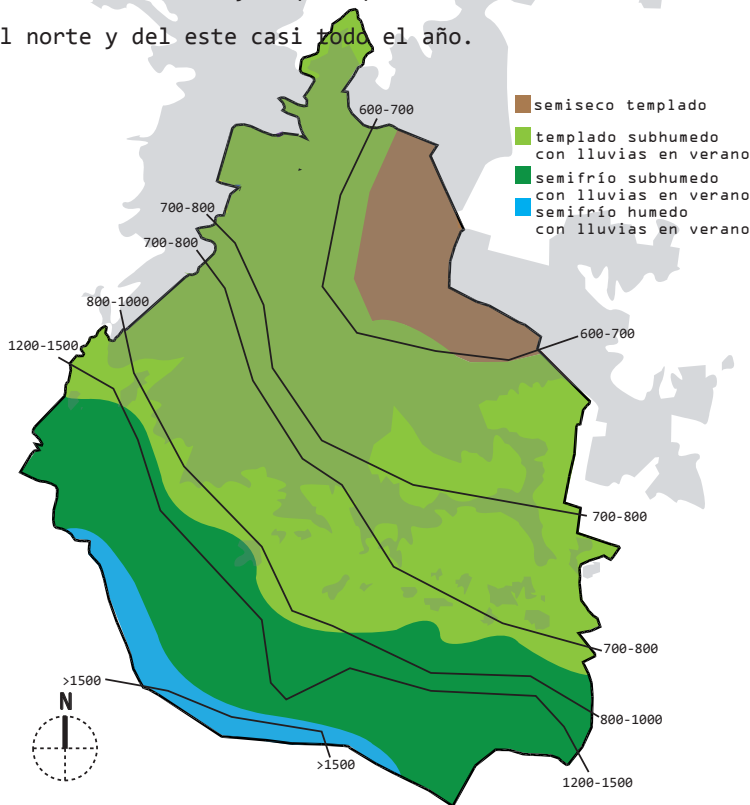 l norte y del este casi todo el año.
semiseco templado
600-700
templado subhumedo
con lluvias en verano
semifrío subhumedo
con lluvias en verano
700-800
semifrío humedo
con lluvias en verano
700-800
800-1000
600-700
1200-1500
700-800
700-800
>1500
N
800-1000
>1500
1200-1500